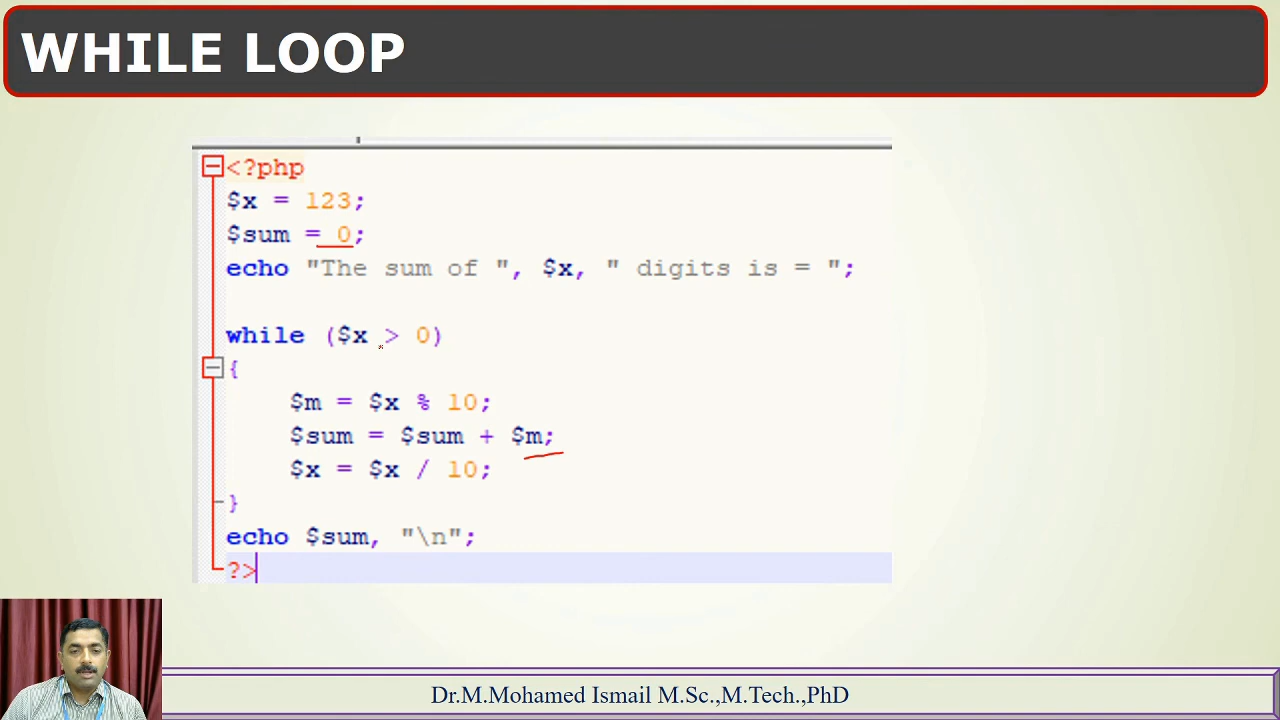 WHILE LOOP
<?php
$x = 123;
$sum = 0;
echo "The sum of ", $x, " digits is = ";
while ($x > 0)
{
$m = $x % 10;
$sum = $sum + $m;
$x = $x / 10;
}
echo $sum, "\n";
?>
Dr.M.Mohamed Ismail M.Sc.,M.Tech.,PhD